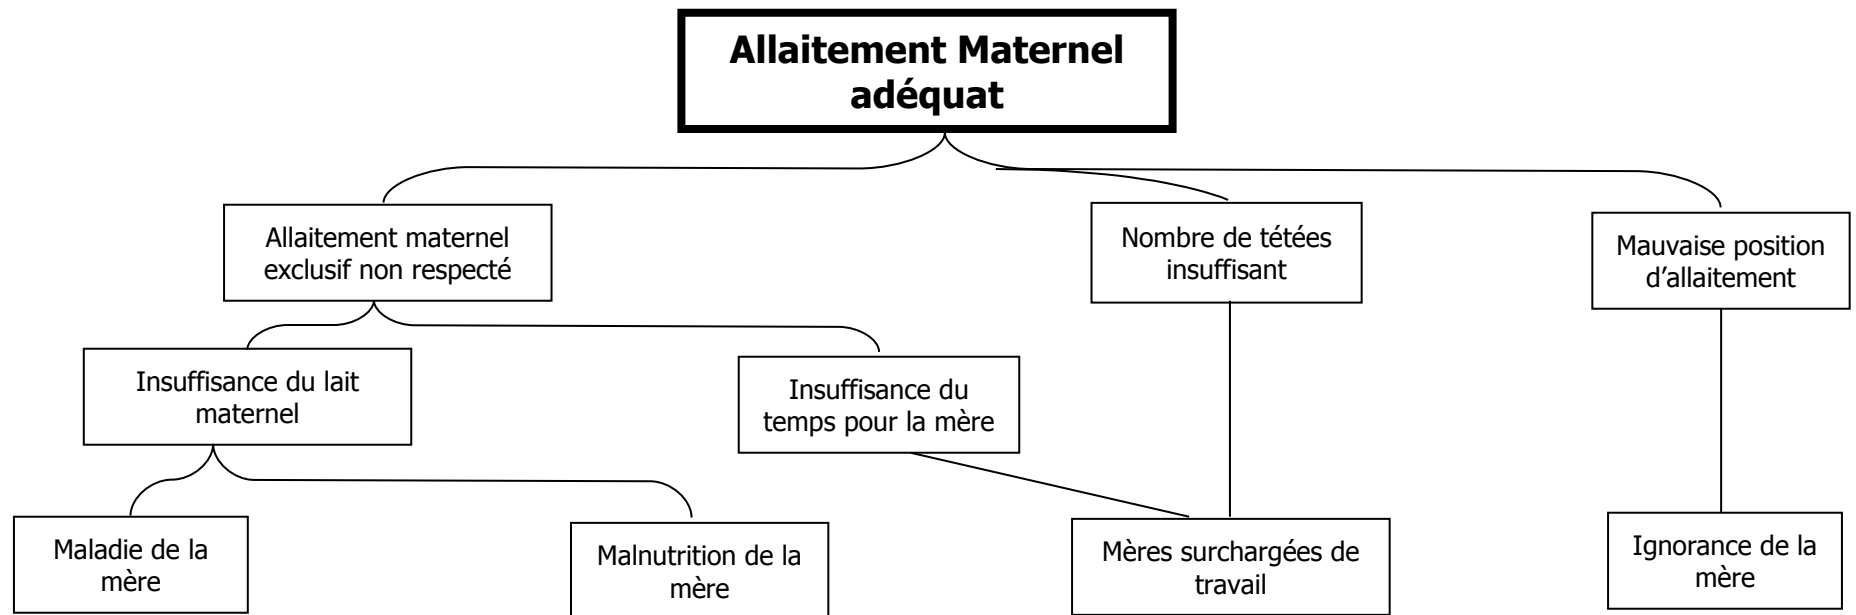 Allaitement Maternel
adéquat
Allaitement maternel
exclusif non respecté
Nombre de tétées
insuffisant
Mauvaise position
d’allaitement
Insuffisance du lait
maternel
Insuffisance du
temps pour la mère
Maladie de la
mère
Malnutrition de la
mère
Mères surchargées de
travail
Ignorance de la
mère